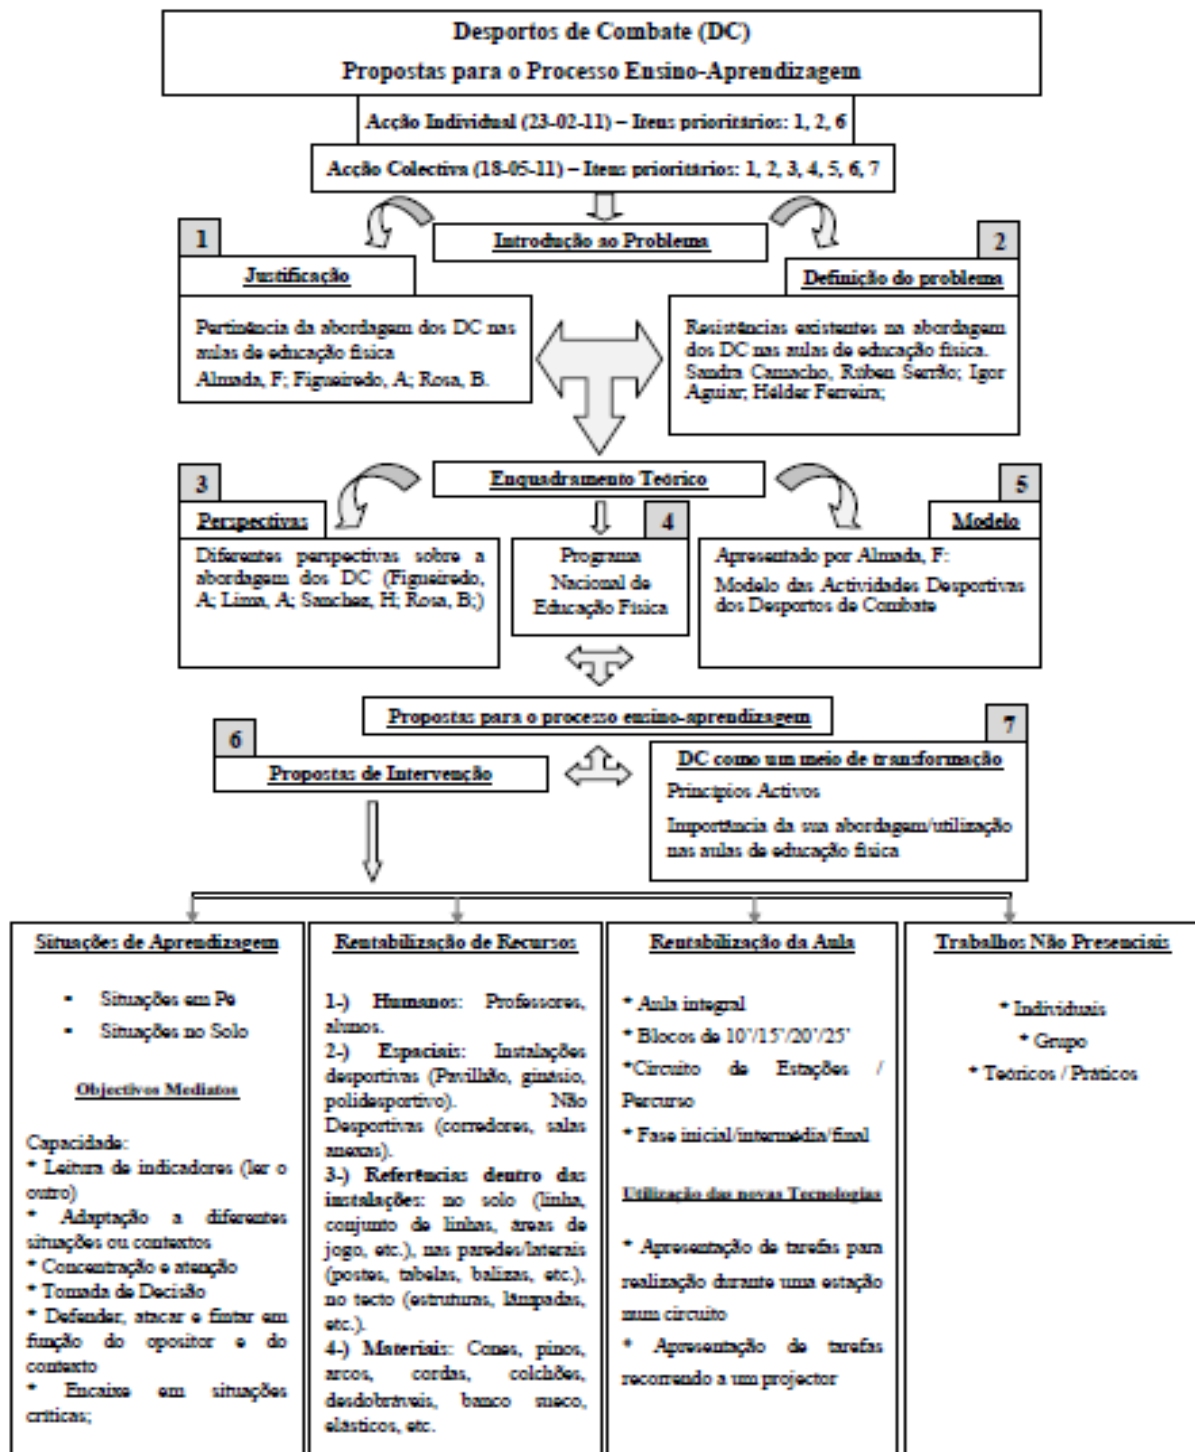 Desportos de Combate (DC)
Propostas para o Processo Ensino-Aprendizagem
Acção Individual (23-02-11) – Itens prioritários: 1, 2, 6
Acção Colectiva (18-05-11) – Itens prioritários: 1, 2, 3, 4, 5, 6, 7
Introdução ao Problema
1
Justificação
Pertinência da abordagem dos DC nas
aulas de educação física
Almada, F; Figueiredo, A; Rosa, B.
2
Definição do problema
Resistências existentes na abordagem
dos DC nas aulas de educação física.
Sandra Camacho, Rúben Serrão; Igor
Aguiar; Hélder Ferreira;
Enquadramento Teórico
3
Perspectivas
Diferentes perspectivas sobre a
abordagem dos DC (Figueiredo,
A; Lima, A; Sanchez, H; Rosa, B;)
4
Programa
Nacional de
Educação Física
5
Modelo
Apresentado por Almada, F:
Modelo das Actividades Desportivas
dos Desportos de Combate
Propostas para o processo ensino-aprendizagem
6
Propostas de Intervenção
7
DC como um meio de transformação
Princípios Activos
Importância da sua abordagem/utilização
nas aulas de educação física
Situações de Aprendizagem
▪ Situações em Pé
▪ Situações no Solo
Objectivos Mediatos
Capacidade:
* Leitura de indicadores (ler o
outro)
* Adaptação a diferentes
situações ou contextos
* Concentração e atenção
* Tomada de Decisão
* Defender, atacar e fintar em
função do opositor e do
contexto
* Encaixe em situações
críticas;
Rentabilização de Recursos
1-) Humanos: Professores,
alunos.
2-) Espaciais: Instalações
desportivas (Pavilhão, ginásio,
polidesportivo). Não
Desportivas (corredores, salas
anexas).
3-) Referências dentro das
instalações: no solo (linha,
conjunto de linhas, áreas de
jogo, etc.), nas paredes/laterais
(postes, tabelas, balizas, etc.),
no tecto (estruturas, lâmpadas,
etc.).
4-) Materiais: Cones, pinos,
arcos, cordas, colchões,
desdobráveis, banco sueco,
elásticos, etc.
Rentabilização da Aula
* Aula integral
* Blocos de 10'/15'/20'/25'
*Circuito de Estações /
Percurso
* Fase inicial/intermédia/final
Utilização das novas Tecnologias
* Apresentação de tarefas para
realização durante uma estação
num circuito
* Apresentação de tarefas
recorrendo a um projector
Trabalhos Não Presenciais
* Individuais
* Grupo
* Teóricos / Práticos